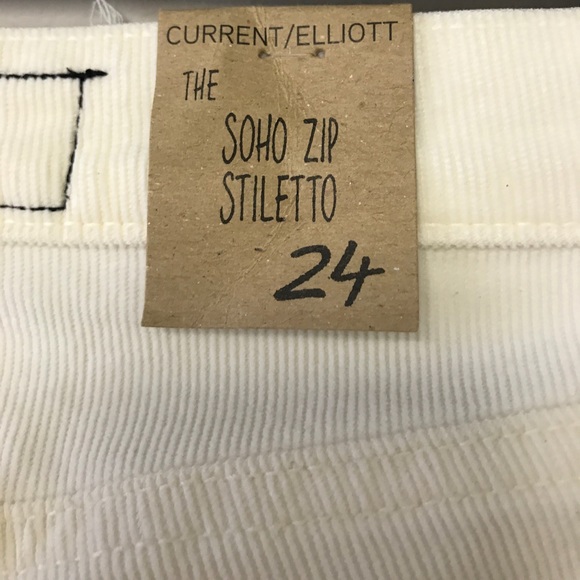 CURRENT/ELLIOTT
THE
SOHO ZIP
STILETTO
24